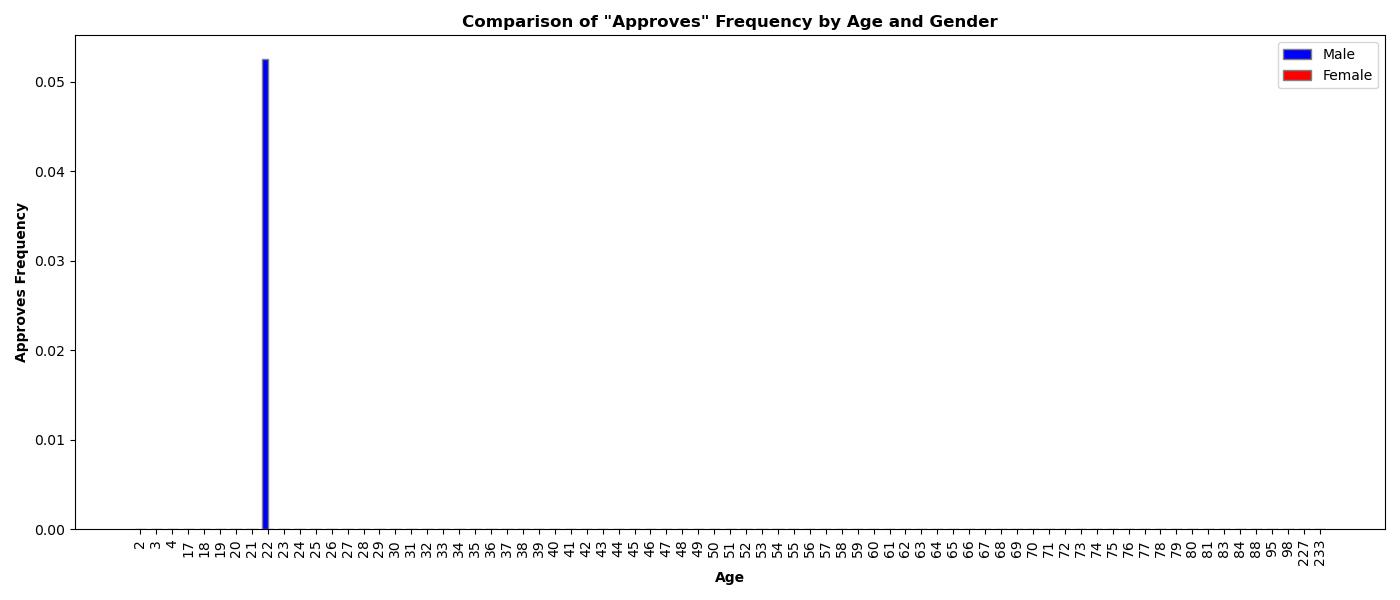 Comparison of "Approves" Frequency by Age and Gender
Male
Female
Approves Frequency
0.05
0.04
0.03
0.02
0.01
0.00
2 3 4 17 18 19 20 21 22 23 24 25 26 27 28 29 30 31 32 33 34 35 36 37 38 39 40 41 42 43 44 45 46 47 48 49 50 51 52 53 54 55 56 57 58 59 60 61 62 63 64 65 66 67 68 69 70 71 72 73 74 75 76 77 78 79 80 81 83 84 88 95 98 227 233
Age